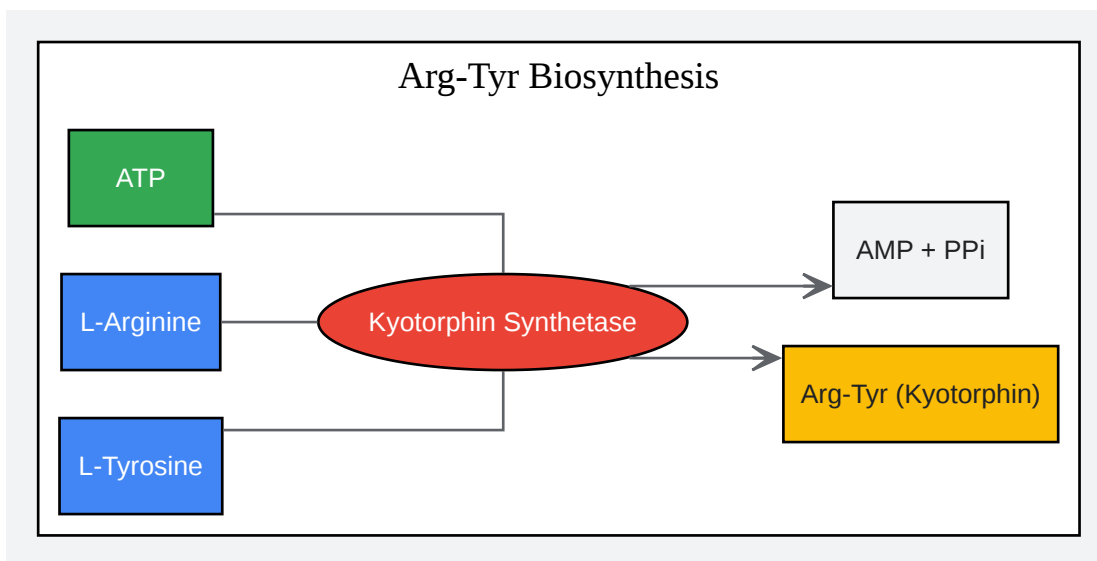 Arg-Tyr Biosynthesis
ATP
L-Arginine
L-Tyrosine
Kyotorphin Synthetase
AMP + PPi
Arg-Tyr (Kyotorphin)